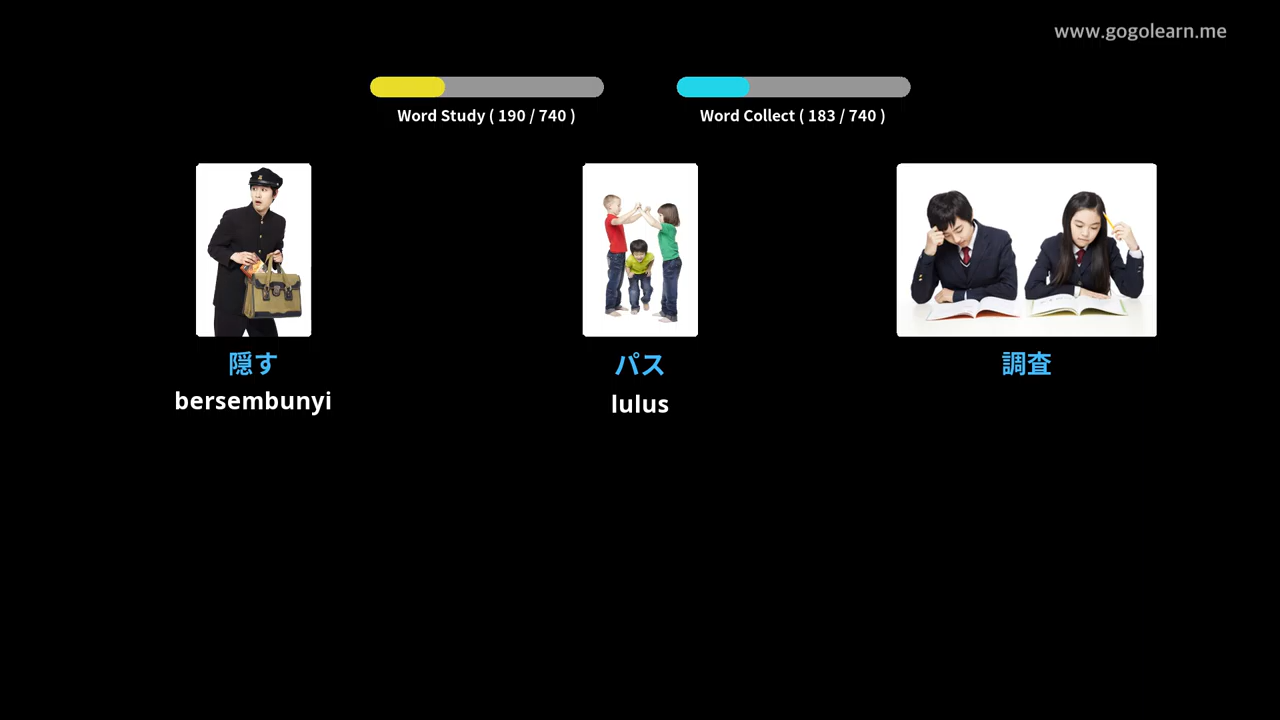 www.gogolearn.me
Word Study ( 190 / 740 )
Word Collect ( 183 / 740 )
隠す
パス
調査
bersembunyi
lulus